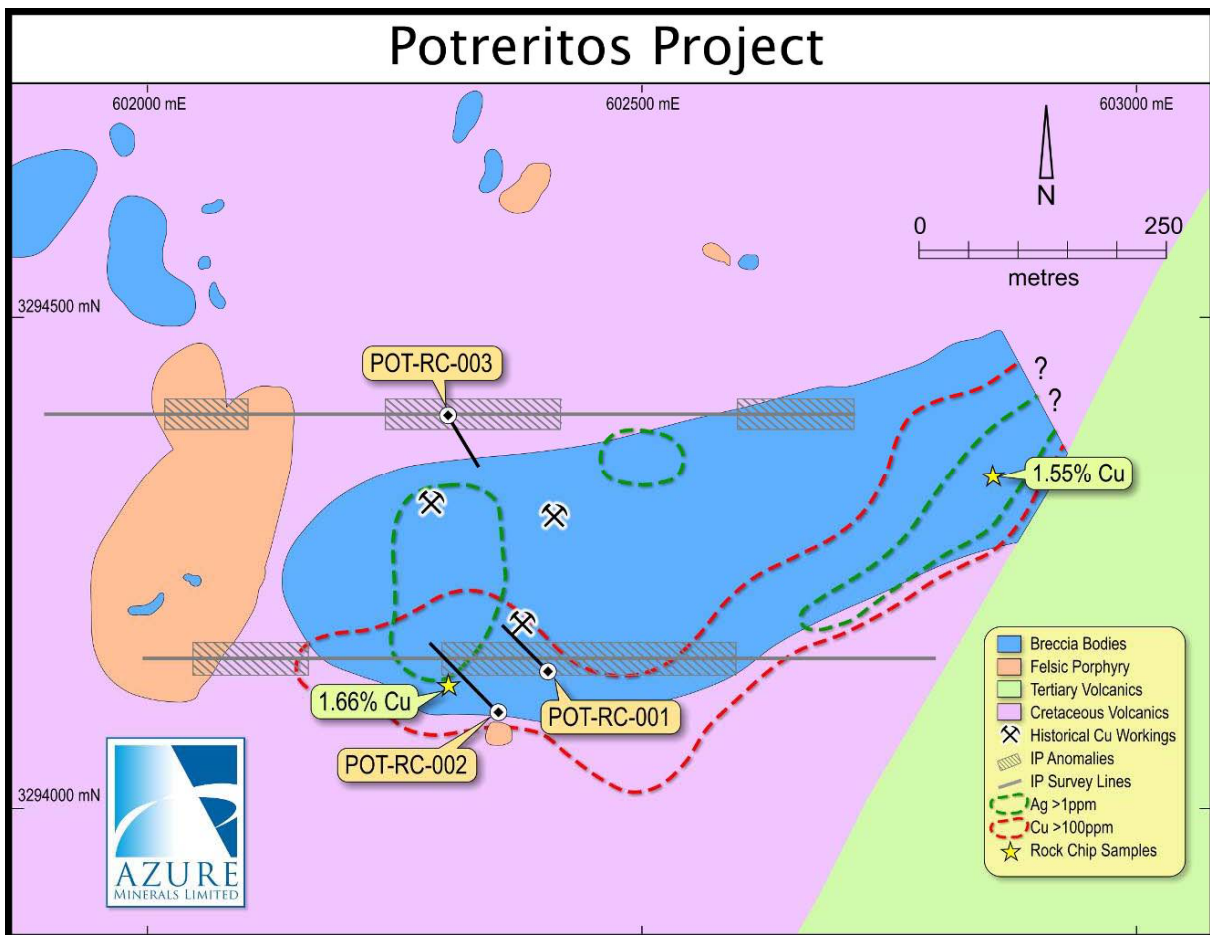 Potreritos Project
602000 mE
602500 mE
603000 mE
N
0
250
metres
3294500 mN
POT-RC-003
?
?
1.55% Cu
1.66% Cu
POT-RC-001
POT-RC-002
3294000 mN
Breccia Bodies
Felsic Porphyry
Tertiary Volcanics
Cretaceous Volcanics
Historical Cu Workings
IP Anomalies
IP Survey Lines
Ag >1ppm
Cu >100ppm
Rock Chip Samples
AZURE
MINERALS LIMITED